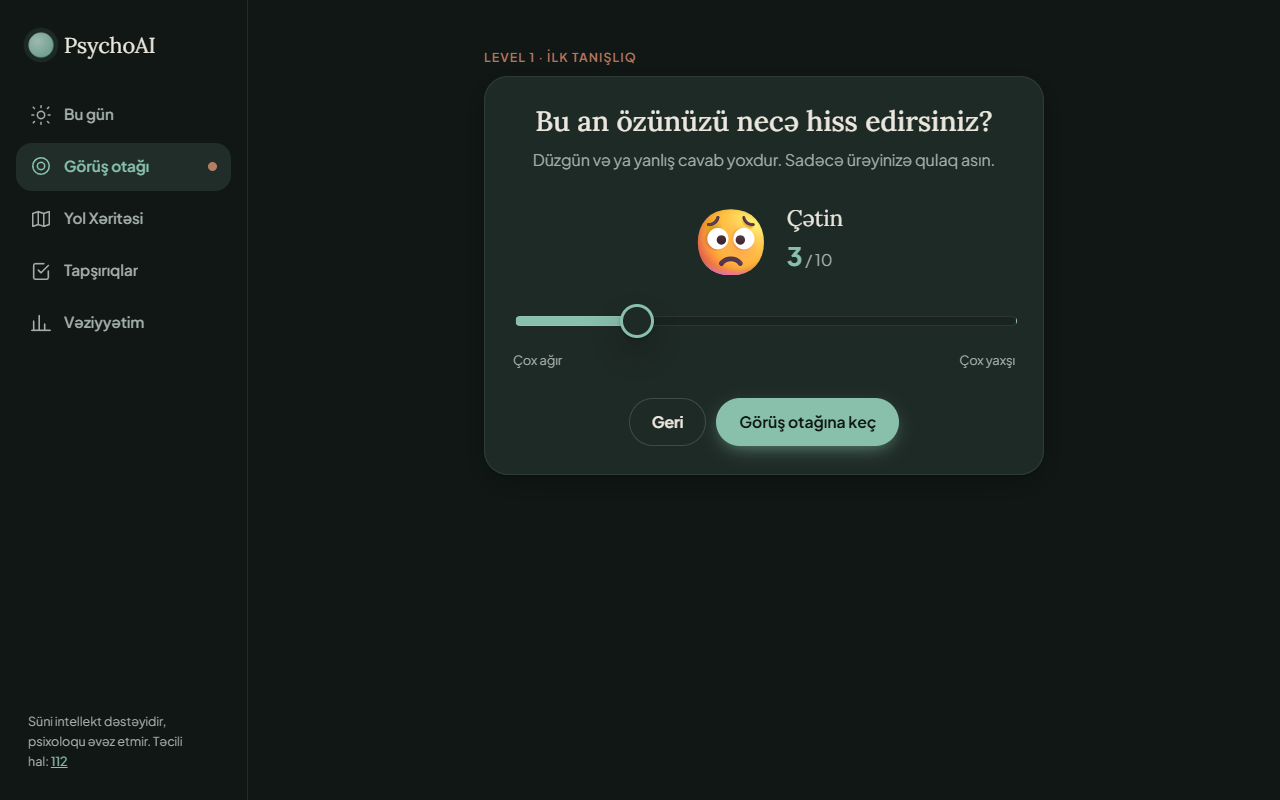 PsychoAI
Bu gün
Görüş otağı
Yol Xəritəsi
Tapşırıqlar
Vəziyyətim
Süni intellekt dəstəyidir,
psixoloqu əvəz etmir. Təcili
hal: 112
LEVEL 1 · İLK TANIŞLIQ
Bu an özünüzü necə hiss edirsiniz?
Düzgün və ya yanlış cavab yoxdur. Sadəcə ürəyinizə qulaq asın.
Çətin
3 / 10
Çox ağır
Çox yaxşı
Geri
Görüş otağına keç